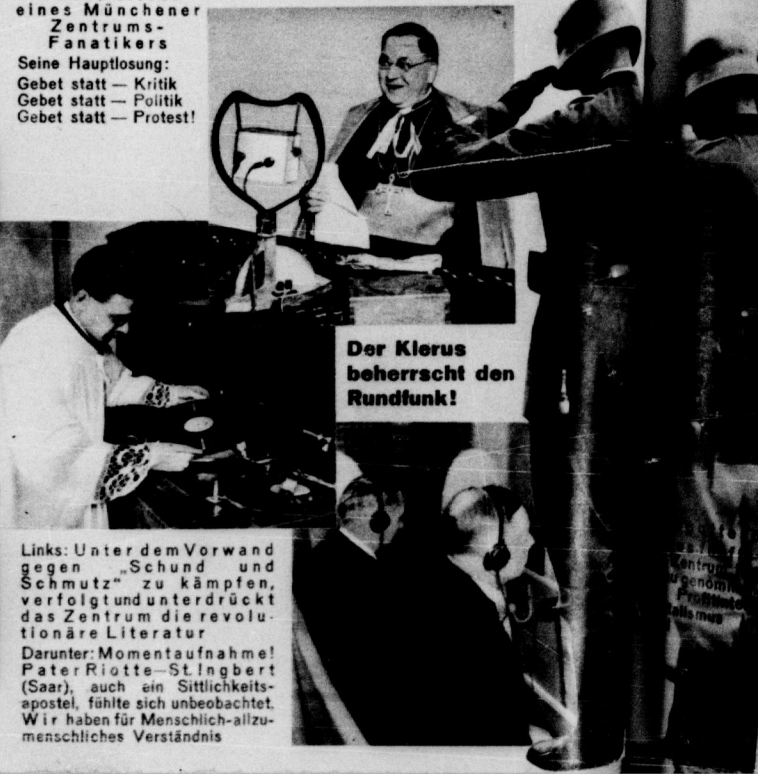 eines Münchener
Zentrums-
Fanatikers
Seine Hauptlosung:
Gebet statt — Kritik
Gebet statt — Politik
Gebet statt — Protest!
Der Klerus
beherrscht den
Rundfunk!
Links: Unter dem Vorwand
gegen „Schund und
Schmutz“ zu kämpfen,
verfolgt und unterdrückt
das Zentrum die revolu-
tionäre Literatur
Darunter: Momentaufnahme!
Pater Riotte—St. Ingbert
(Saar), auch ein Sittlichkeits-
apostel, fühlte sich unbeobachtet.
Wir haben für Menschlich-allzu-
menschliches Verständnis
Zentrum